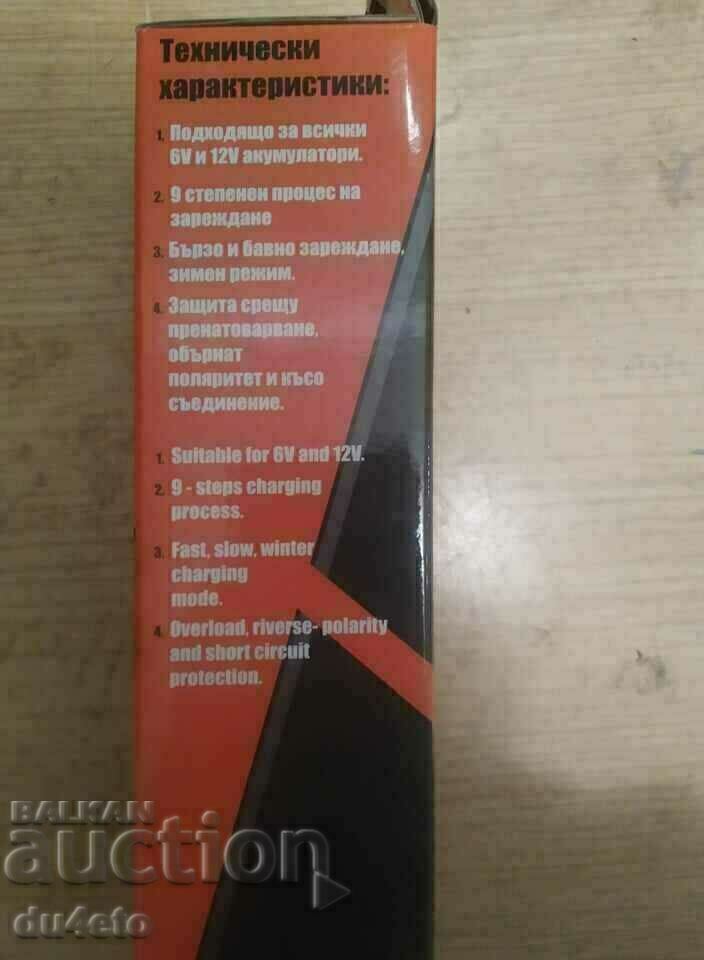 Технически
характеристики:
1. Подходящо за всички
6V и 12V акумулатори.
2. 9 степенен процес на
зареждане
3. Бързо и бавно зареждане,
зимен режим.
4. Защита срещу
пренатоварване,
обърнат
поляритет и късо
съединение.
1. Suitable for 6V and 12V.
2. 9 - steps charging
process.
3. Fast, slow, winter
charging
mode.
4. Overload, riverse- polarity
and short circuit
protection.
BALKAN
auction
du4eto